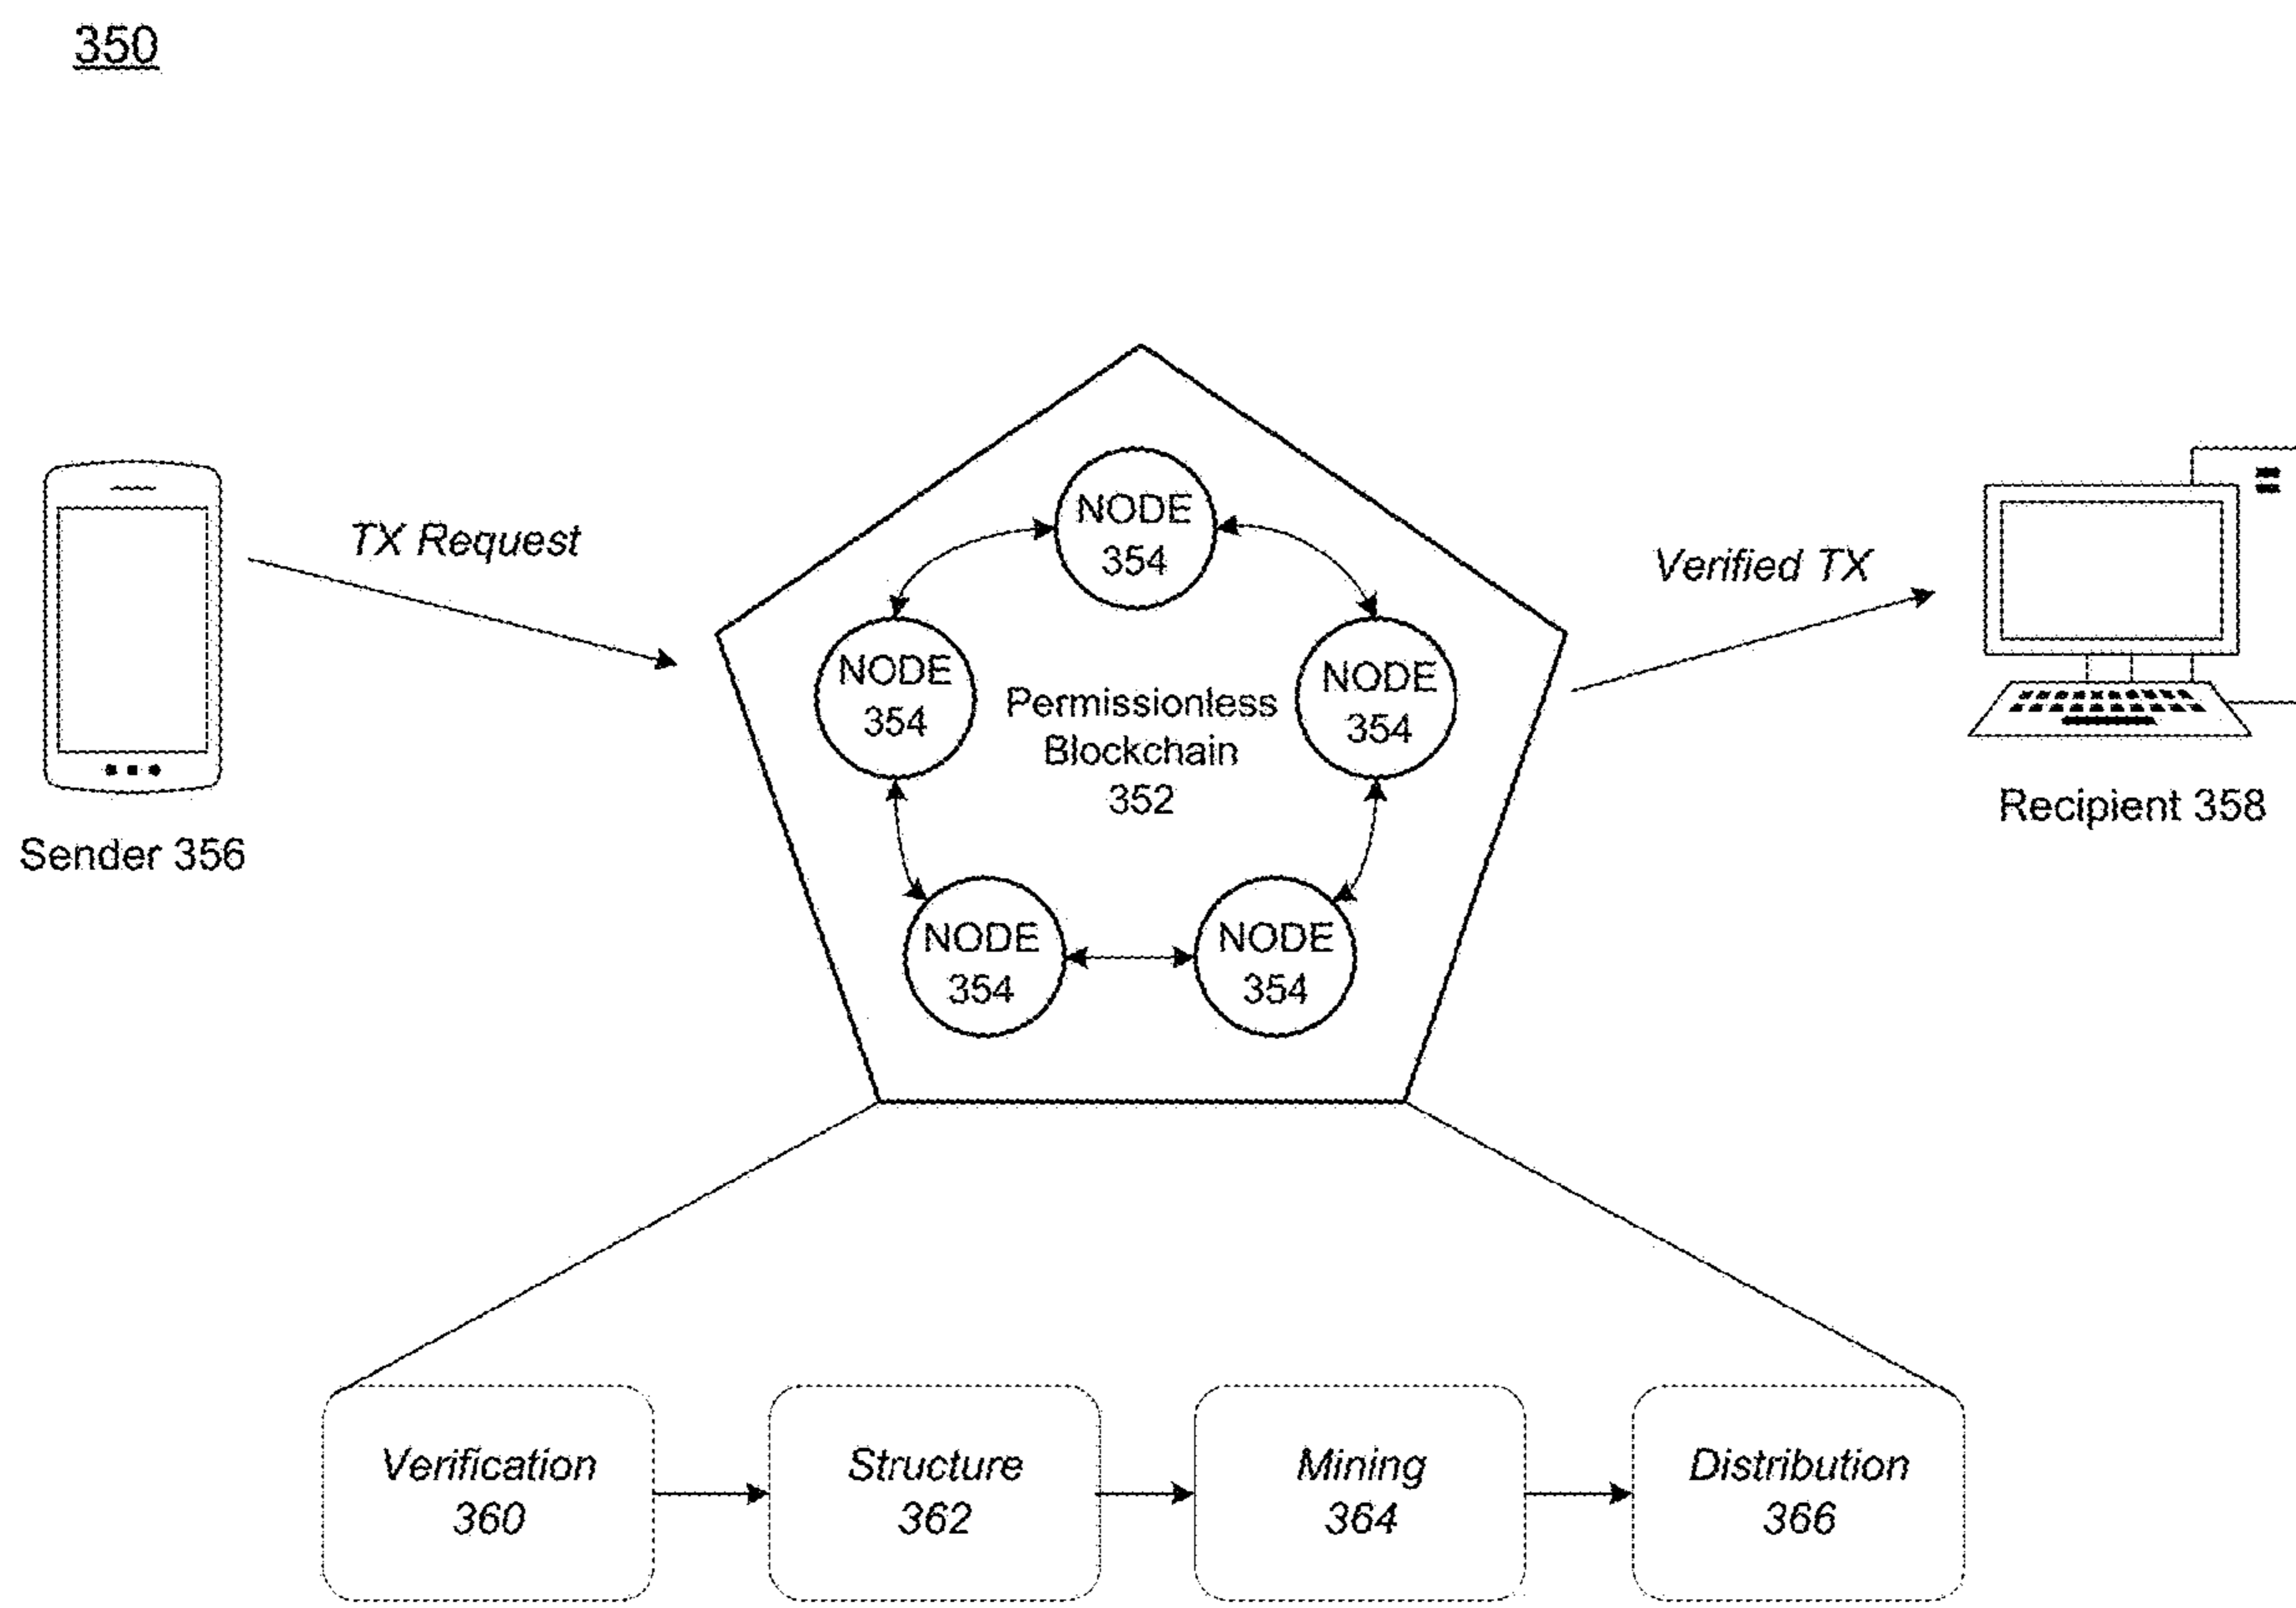 350
TX Request
Verified TX
NODE
354
NODE
354
NODE
354
Permissionless
Blockchain
352
NODE
354
NODE
354
Sender 356
Recipient 358
Verification
360
Structure
362
Mining
364
Distribution
366